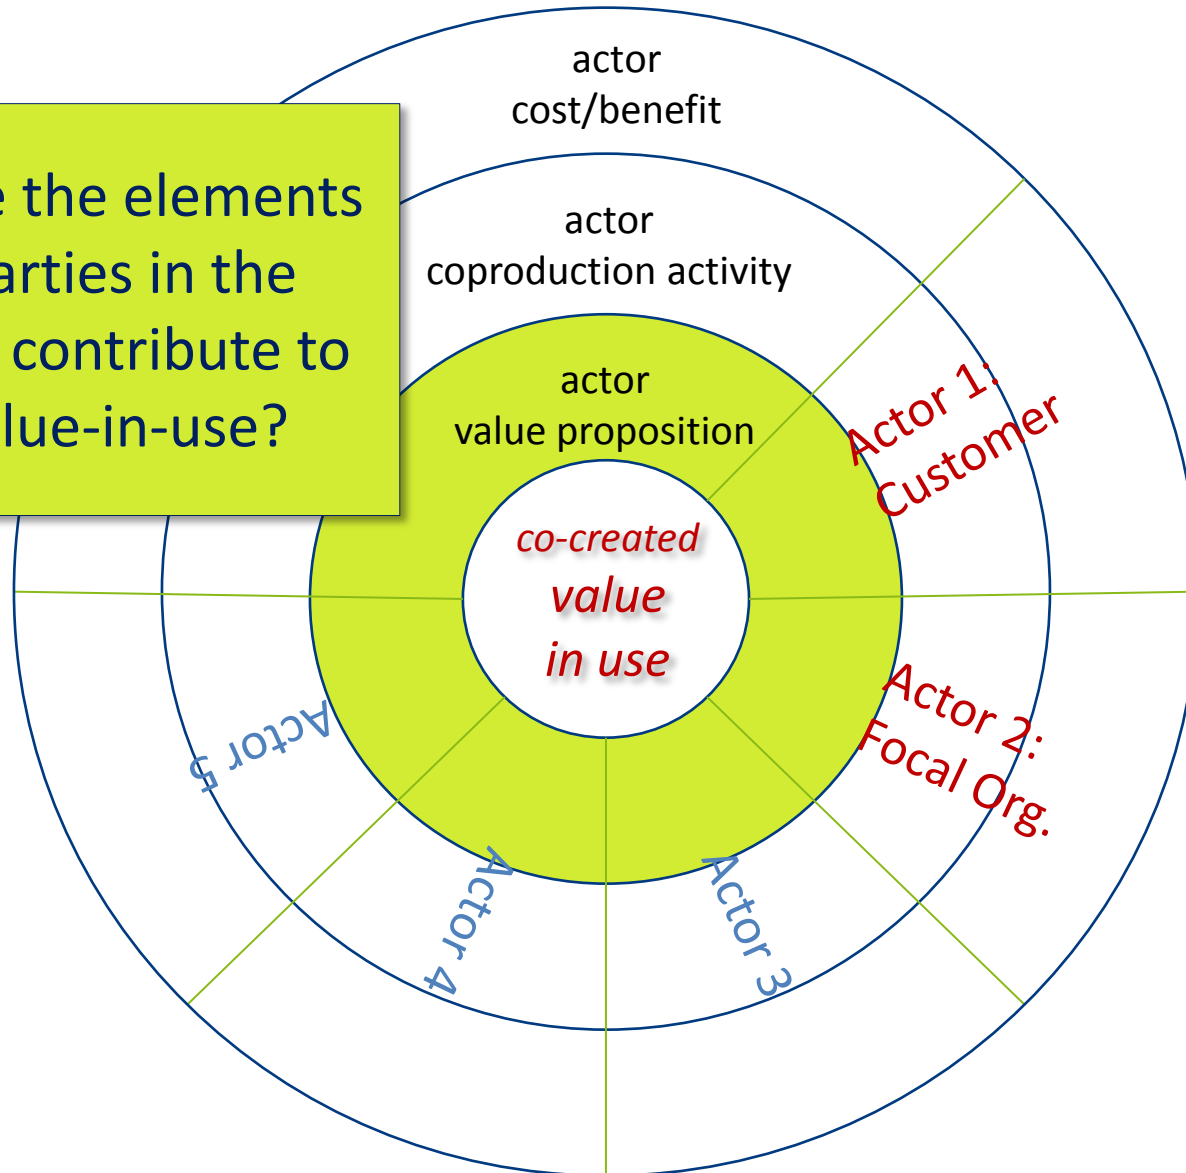 actor
cost/benefit
e the elements
arties in the
contribute to
lue-in-use?
actor
coproduction activity
actor
value proposition
co-created
value
in use
Actor 1:
Customer
Actor 2:
Focal Org.
Actor 3
Actor 4
Actor 5